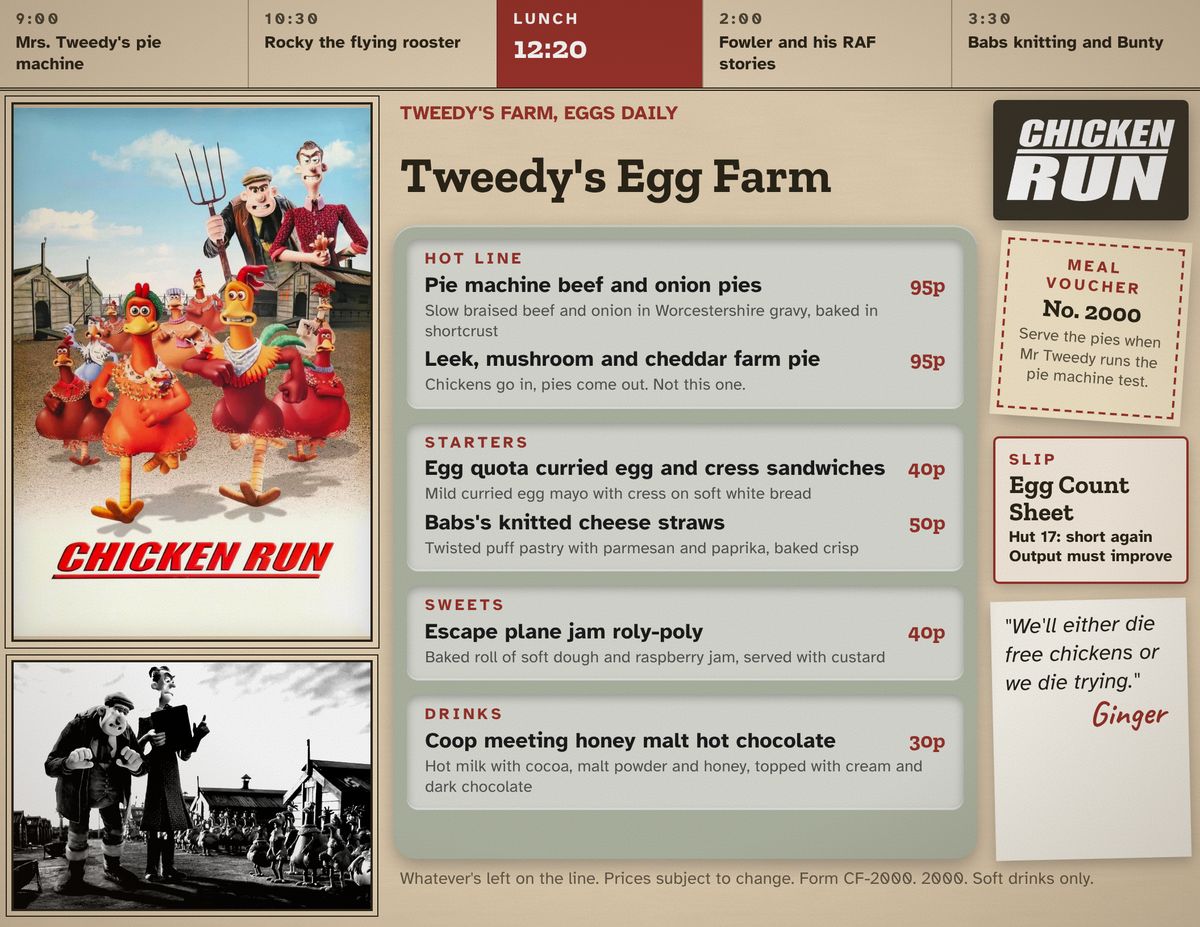 9:00
Mrs. Tweedy's pie
machine
10:30
Rocky the flying rooster
LUNCH
12:20
2:00
Fowler and his RAF
stories
3:30
Babs knitting and Bunty
CHICKEN RUN
TWEEDY'S FARM, EGGS DAILY
Tweedy's Egg Farm
HOT LINE
Pie machine beef and onion pies 95p
Slow braised beef and onion in Worcestershire gravy, baked in
shortcrust
Leek, mushroom and cheddar farm pie 95p
Chickens go in, pies come out. Not this one.
STARTERS
Egg quota curried egg and cress sandwiches 40p
Mild curried egg mayo with cress on soft white bread
Babs's knitted cheese straws 50p
Twisted puff pastry with parmesan and paprika, baked crisp
SWEETS
Escape plane jam roly-poly 40p
Baked roll of soft dough and raspberry jam, served with custard
DRINKS
Coop meeting honey malt hot chocolate 30p
Hot milk with cocoa, malt powder and honey, topped with cream and
dark chocolate
Whatever's left on the line. Prices subject to change. Form CF-2000. 2000. Soft drinks only.
CHICKEN
RUN
MEAL
VOUCHER
No. 2000
Serve the pies when
Mr Tweedy runs the
pie machine test.
SLIP
Egg Count
Sheet
Hut 17: short again
Output must improve
"We'll either die
free chickens or
we die trying."
Ginger